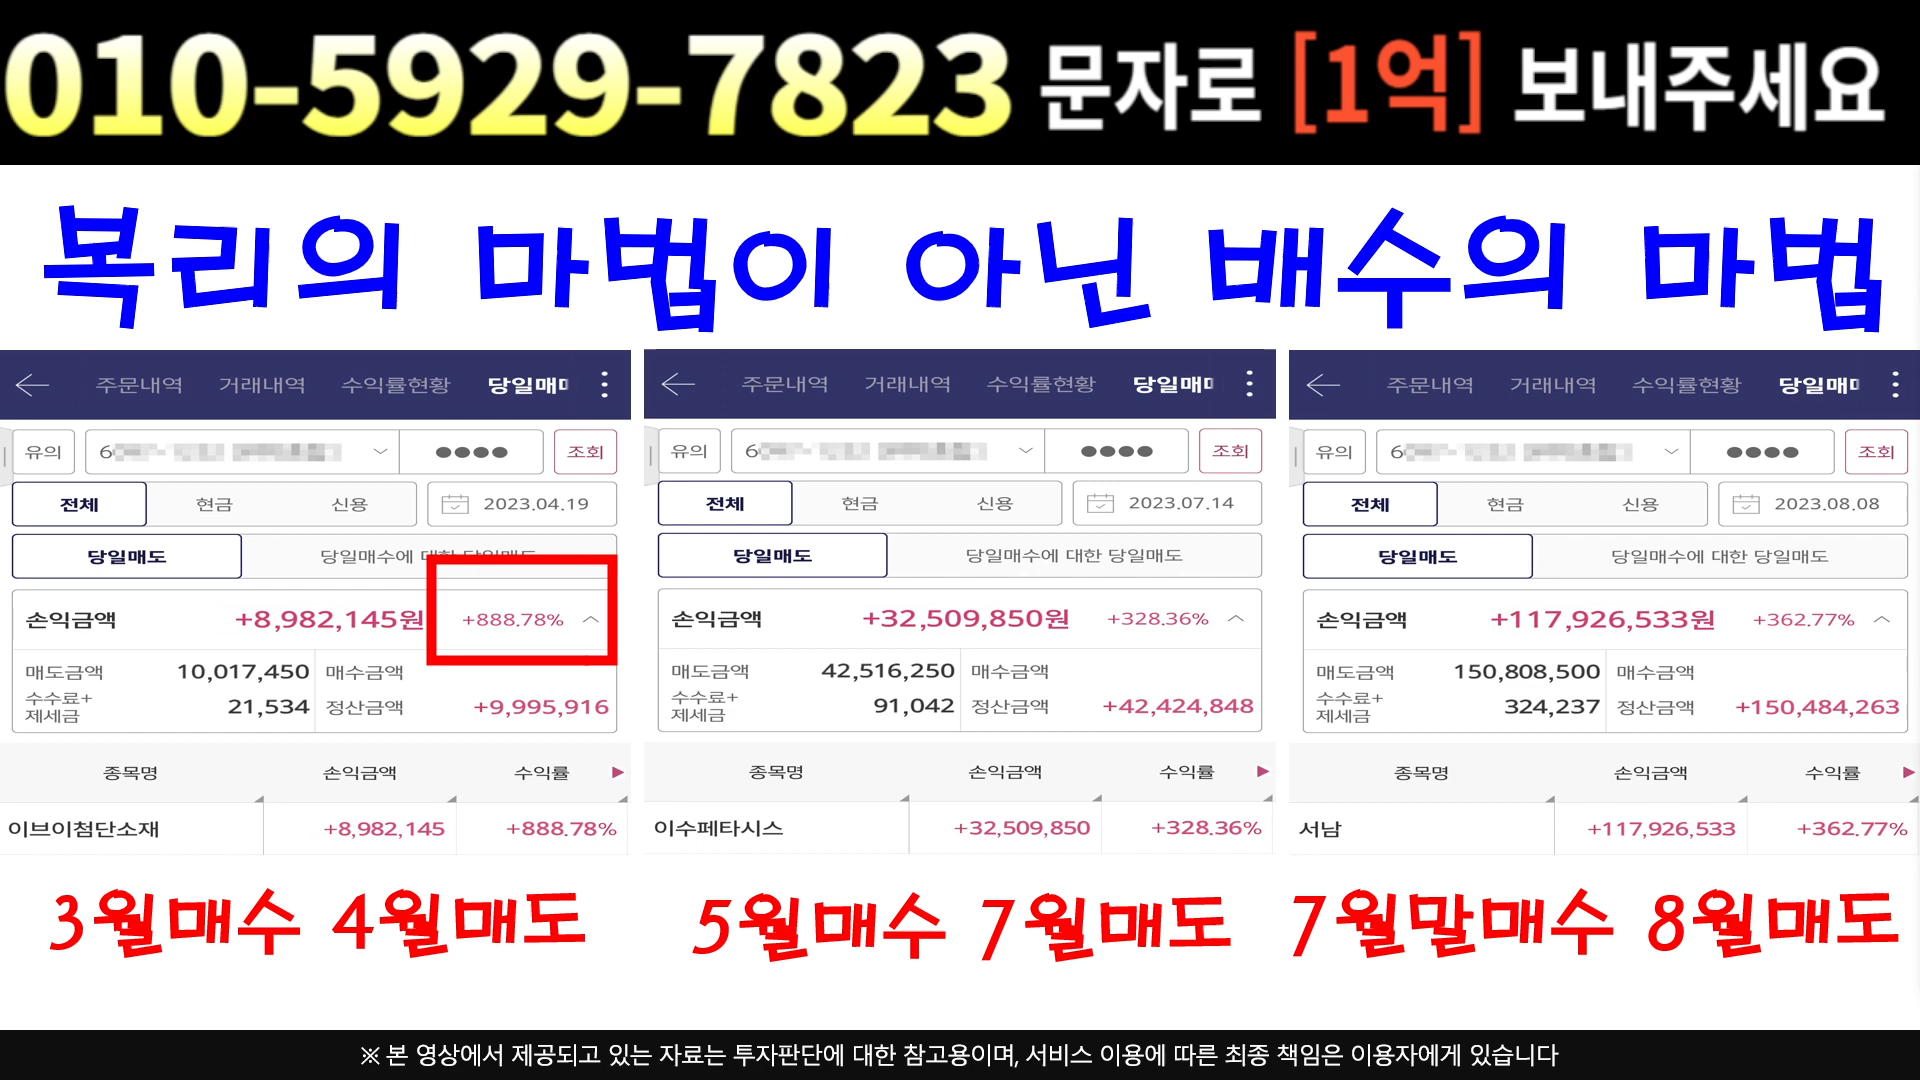 010-5929-7823 문자로 [1억] 보내주세요
복리의 마법이 아닌 배수의 마법
주문내역 거래내역 수익률현황 당일매매
유의 6 ●●●● 조회
전체 현금 신용 2023.04.19
당일매도 당일매수에 대한 당일매도
손익금액 +8,982,145원 +888.78%
매도금액 10,017,450 매수금액
수수료+
제세금 21,534 정산금액 +9,995,916
종목명 손익금액 수익률
이브이첨단소재 +8,982,145 +888.78%
3월매수 4월매도
주문내역 거래내역 수익률현황 당일매매
유의 6 ●●●● 조회
전체 현금 신용 2023.07.14
당일매도 당일매수에 대한 당일매도
손익금액 +32,509,850원 +328.36%
매도금액 42,516,250 매수금액
수수료+
제세금 91,042 정산금액 +42,424,848
종목명 손익금액 수익률
이수페타시스 +32,509,850 +328.36%
5월매수 7월매도
주문내역 거래내역 수익률현황 당일매매
유의 6 ●●●● 조회
전체 현금 신용 2023.08.08
당일매도 당일매수에 대한 당일매도
손익금액 +117,926,533원 +362.77%
매도금액 150,808,500 매수금액
수수료+
제세금 324,237 정산금액 +150,484,263
종목명 손익금액 수익률
서남 +117,926,533 +362.77%
7월말매수 8월매도
※ 본 영상에서 제공되고 있는 자료는 투자판단에 대한 참고용이며, 서비스 이용에 따른 최종 책임은 이용자에게 있습니다